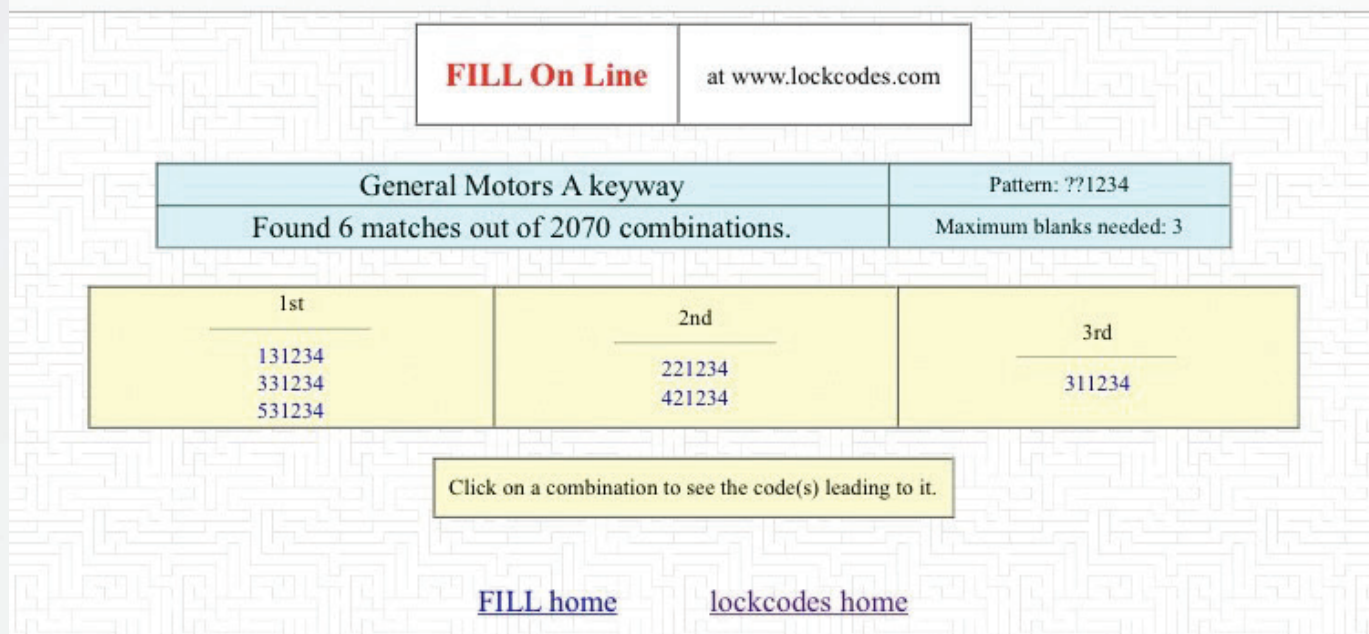 FILL On Line
at www.lockcodes.com
General Motors A keyway
Pattern: ??1234
Found 6 matches out of 2070 combinations.
Maximum blanks needed: 3
1st
131234
331234
531234
2nd
221234
421234
3rd
311234
Click on a combination to see the code(s) leading to it.
FILL home
lockcodes home